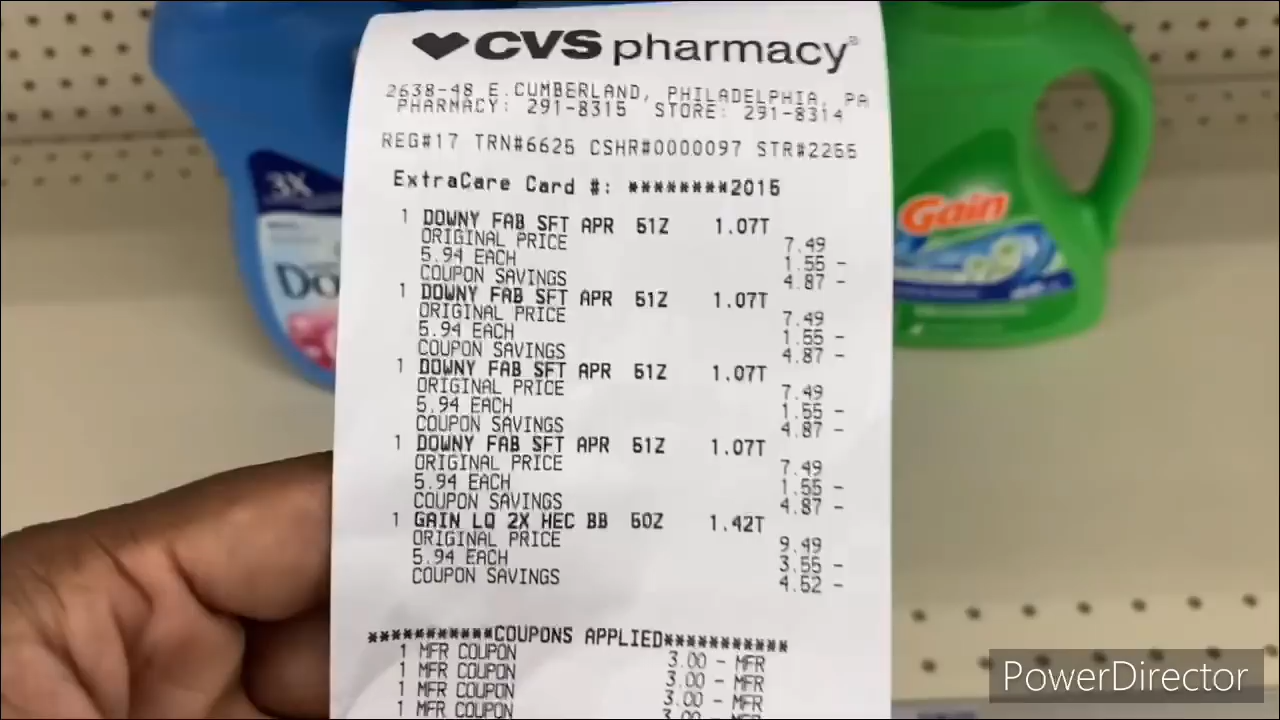 CVS pharmacy®
2638-48 E.CUMBERLAND, PHILADELPHIA, PA
PHARMACY: 291-8315 STORE: 291-8314
REG#17 TRN#6625 CSHR#0000097 STR#2255
ExtraCare Card #: ********2015
1 DOWNY FAB SFT APR 51Z 1.07T
ORIGINAL PRICE 7.49
5.94 EACH 1.55 -
COUPON SAVINGS 4.87 -
1 DOWNY FAB SFT APR 51Z 1.07T
ORIGINAL PRICE 7.49
5.94 EACH 1.55 -
COUPON SAVINGS 4.87 -
1 DOWNY FAB SFT APR 51Z 1.07T
ORIGINAL PRICE 7.49
5.94 EACH 1.55 -
COUPON SAVINGS 4.87 -
1 DOWNY FAB SFT APR 51Z 1.07T
ORIGINAL PRICE 7.49
5.94 EACH 1.55 -
COUPON SAVINGS 4.87 -
1 GAIN LQ 2X HEC BB 50Z 1.42T
ORIGINAL PRICE 9.49
5.94 EACH 3.55 -
COUPON SAVINGS 4.52 -
***********COUPONS APPLIED***********
1 MFR COUPON 3.00 - MFR
1 MFR COUPON 3.00 - MFR
1 MFR COUPON 3.00 - MFR
1 MFR COUPON 3.00 - MFR
3X
Do
Gain
PowerDirector